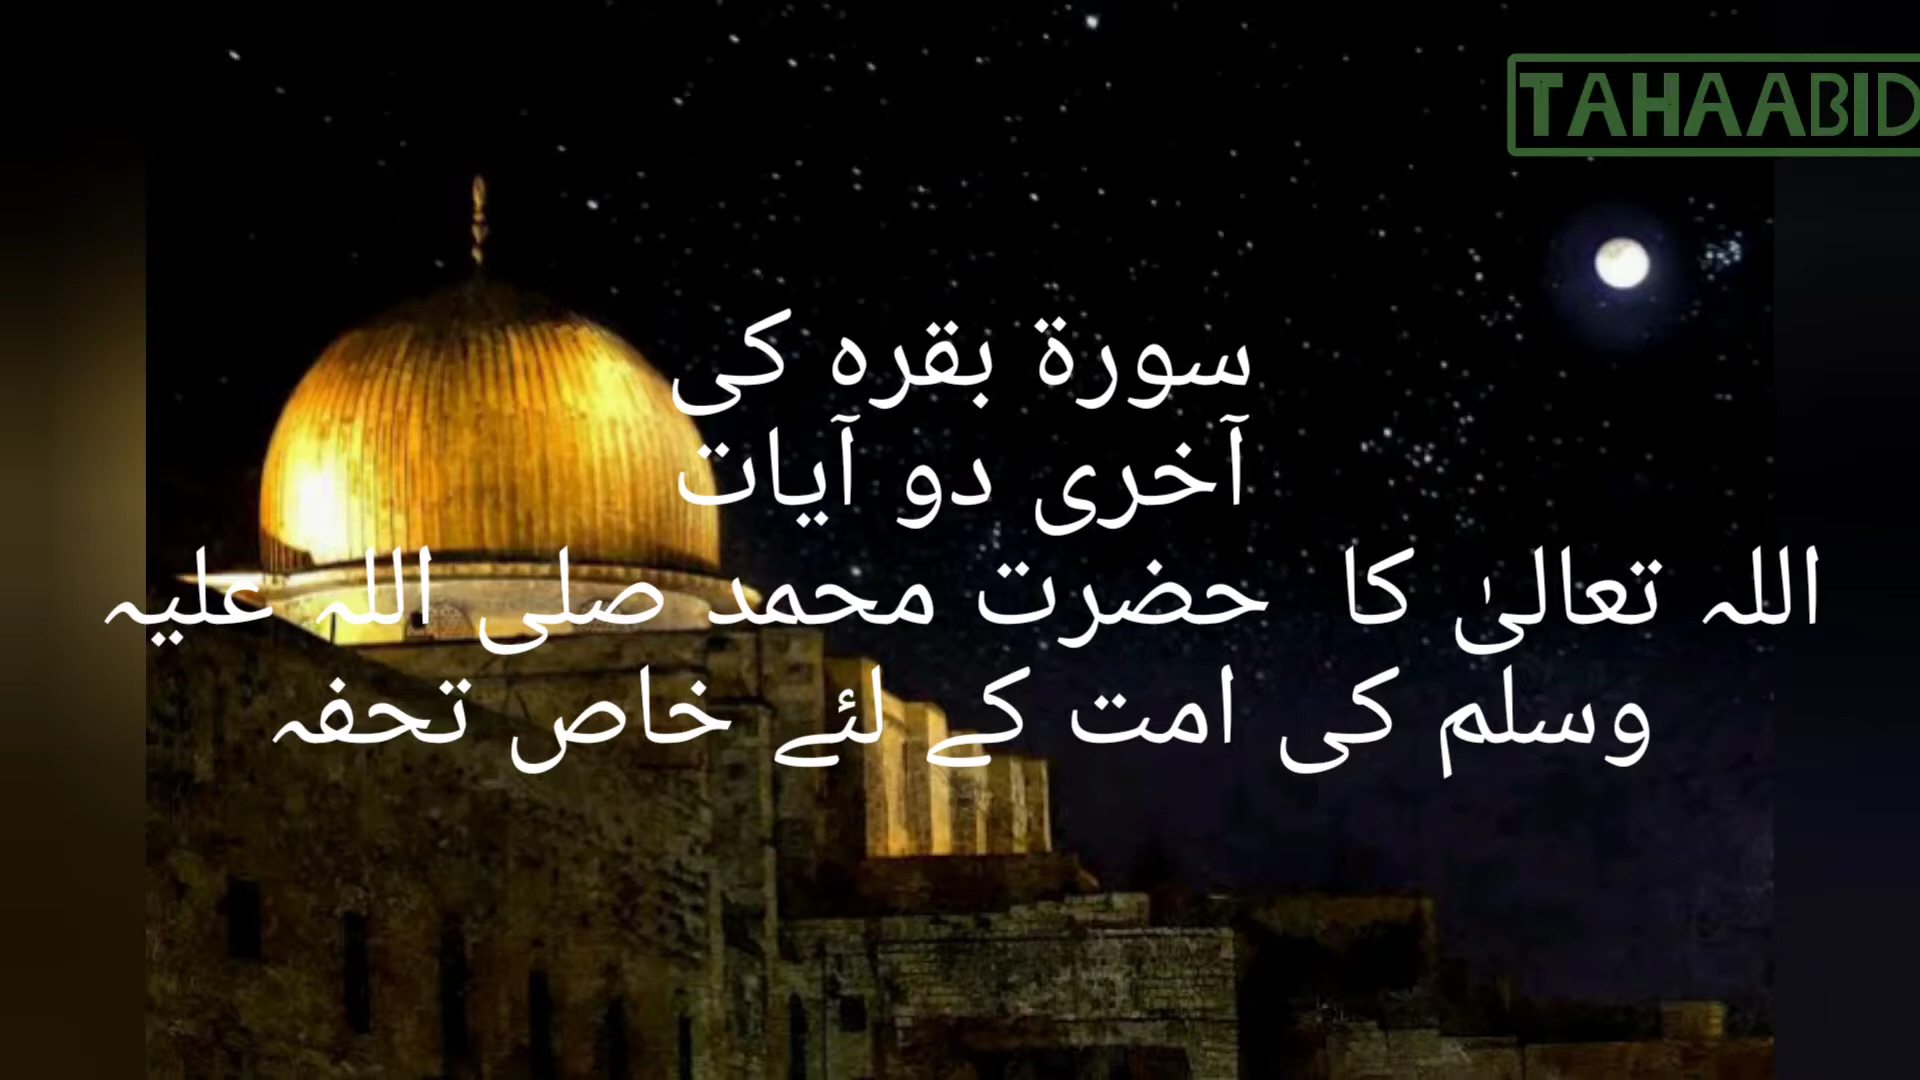 TAHAABID
سورۃ بقرہ کی
آخری دو آیات
اللہ تعالیٰ کا حضرت محمد صلی اللہ علیہ
وسلم کی امت کے لئے خاص تحفہ